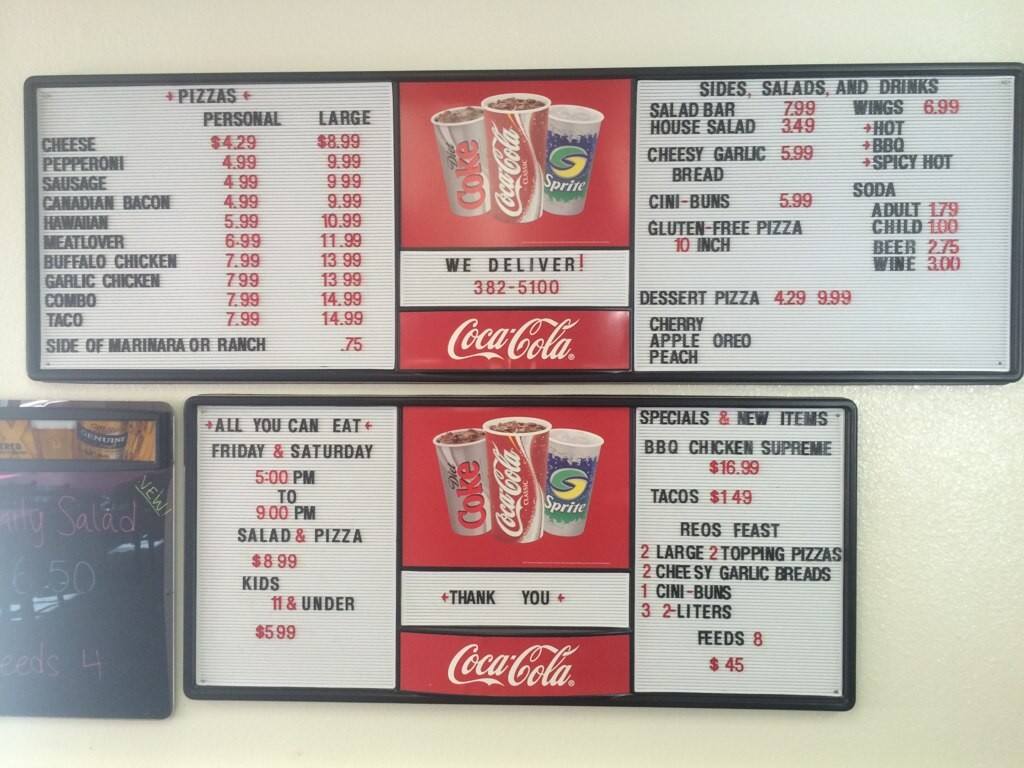 + PIZZAS +
PERSONAL LARGE
CHEESE $4.29 $8.99
PEPPERONI 4.99 9.99
SAUSAGE 4 99 9 99
CANADIAN BACON 4.99 9.99
HAWAIIAN 5.99 10.99
MEATLOVER 6-99 11.99
BUFFALO CHICKEN 7.99 13 99
GARLIC CHICKEN 7 99 13 99
COMBO 7.99 14.99
TACO 7.99 14.99
SIDE OF MARINARA OR RANCH .75
Diet Coke
Coca-Cola CLASSIC
Sprite
WE DELIVER!
382-5100
Coca-Cola
SIDES, SALADS, AND DRINKS
SALAD BAR 7.99 WINGS 6.99
HOUSE SALAD 3.49 +HOT
+BBQ
CHEESY GARLIC 5.99 +SPICY HOT
BREAD
SODA
CINI-BUNS 5.99 ADULT 1.79
GLUTEN-FREE PIZZA CHILD 1.00
10 INCH BEER 2.75
WINE 3.00
DESSERT PIZZA 4.29 9.99
CHERRY
APPLE OREO
PEACH
GENUINE
NEW!
Salad
6.50
eeds 4
+ALL YOU CAN EAT+
FRIDAY & SATURDAY
5:00 PM
TO
9:00 PM
SALAD & PIZZA
$8 99
KIDS
11 & UNDER
$5 99
Diet Coke
Coca-Cola CLASSIC
Sprite
+THANK YOU +
Coca-Cola
SPECIALS & NEW ITEMS
BBQ CHICKEN SUPREME
$16.99
TACOS $1 49
REOS FEAST
2 LARGE 2 TOPPING PIZZAS
2 CHEESY GARLIC BREADS
1 CINI-BUNS
3 2-LITERS
FEEDS 8
$ 45